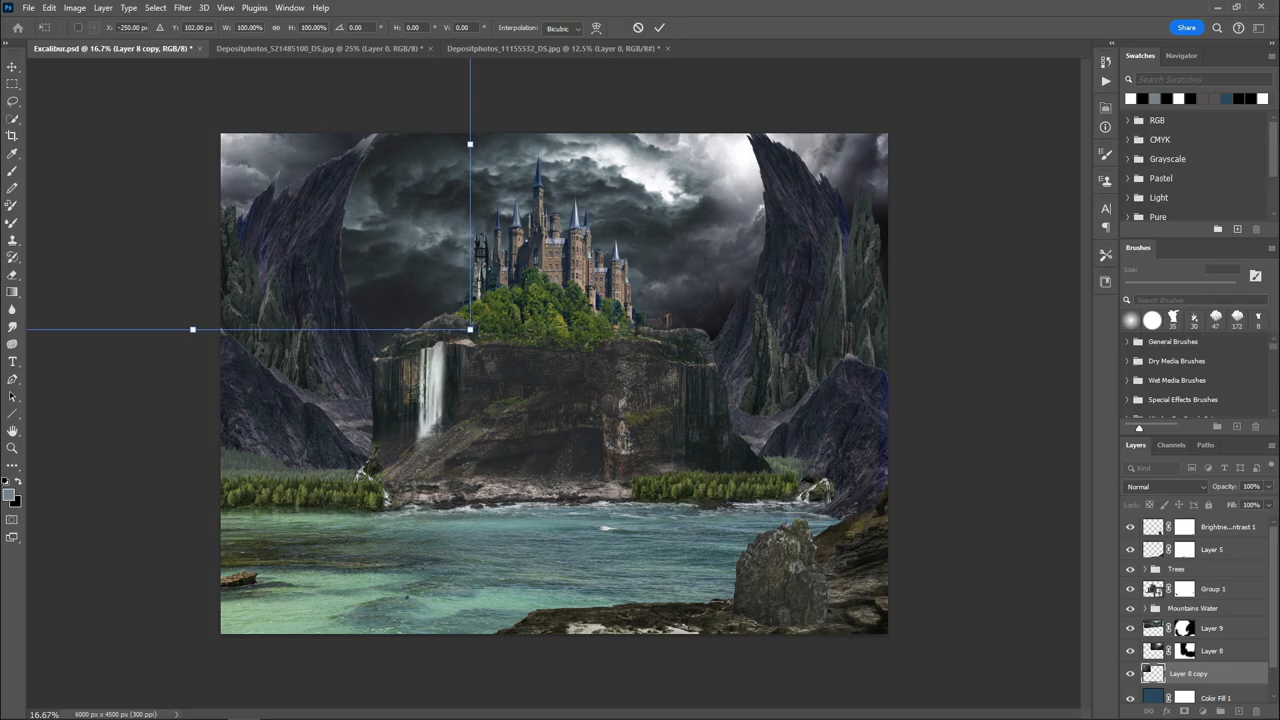 Ps File Edit Image Layer Type Select Filter 3D View Plugins Window Help
X: -250.00 px Y: 102.00 px W: 100.00% H: 100.00% 0.00 ° H: 0.00 ° V: 0.00 ° Interpolation: Bicubic Share
Excalibur.psd @ 16.7% (Layer 8 copy, RGB/8) * × Depositphotos_521485100_DS.jpg @ 25% (Layer 0, RGB/8) * × Depositphotos_11155532_DS.jpg @ 12.5% (Layer 0, RGB/8#) * ×
Swatches Navigator
Search Swatches
RGB
CMYK
Grayscale
Pastel
Light
Pure
Brushes
Size:
Search Brushes
35 30 47 172 8
General Brushes
Dry Media Brushes
Wet Media Brushes
Special Effects Brushes
Layers Channels Paths
Kind
Normal Opacity: 100%
Lock: Fill: 100%
Brightne...ntrast 1
Layer 5
Trees
Group 1
Mountains Water
Layer 9
Layer 8
Layer 8 copy
Color Fill 1
16.67% 6000 px x 4500 px (300 ppi)